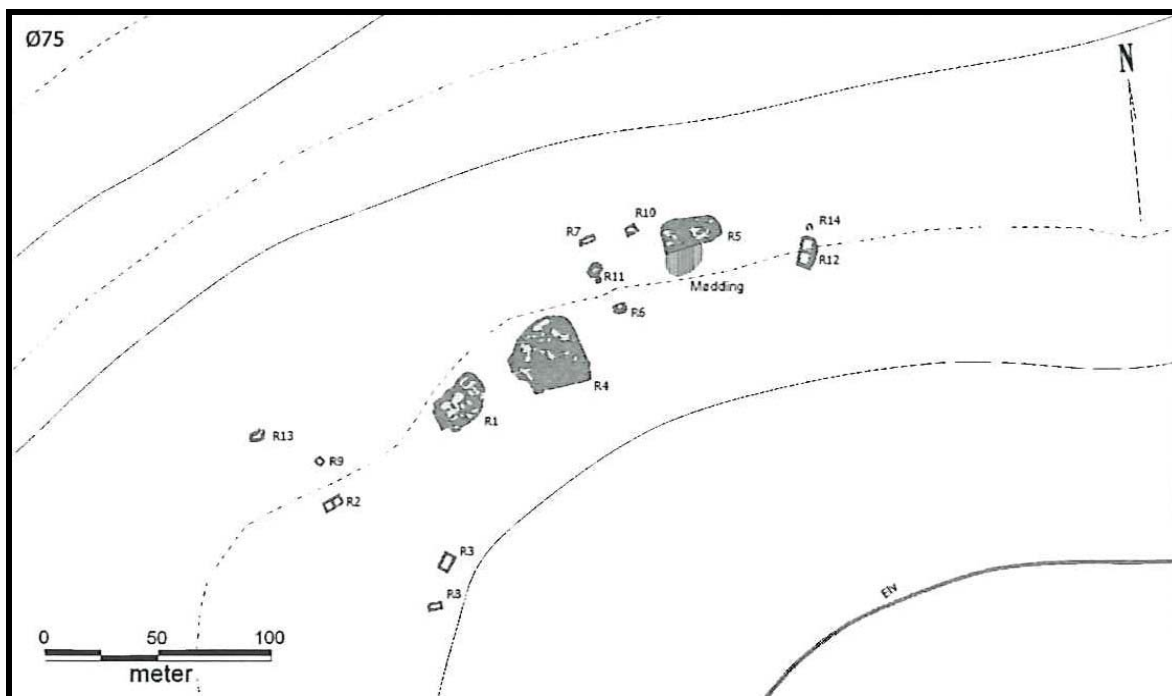 Ø75
N
R14
R10
R7
R5
R12
R11
Mødding
R6
R4
R1
R13
R9
R2
R3
R3
Elv
0 50 100
meter